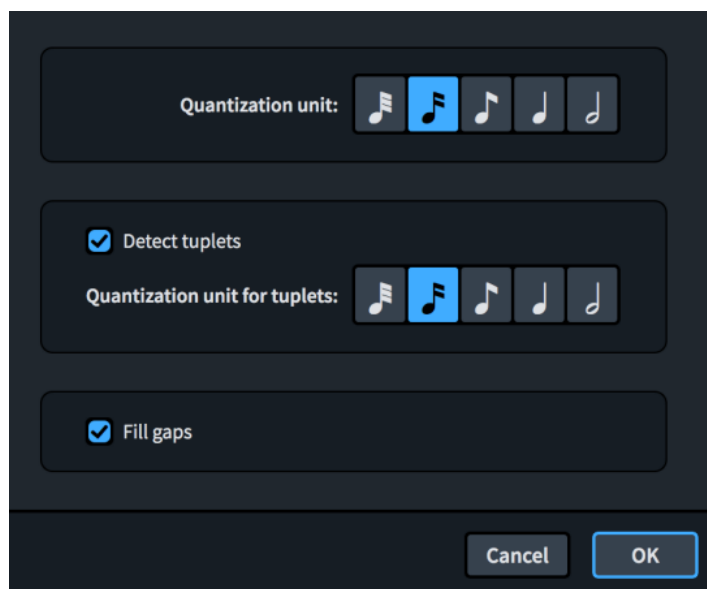 Quantization unit:
Detect tuplets
Quantization unit for tuplets:
Fill gaps
Cancel OK